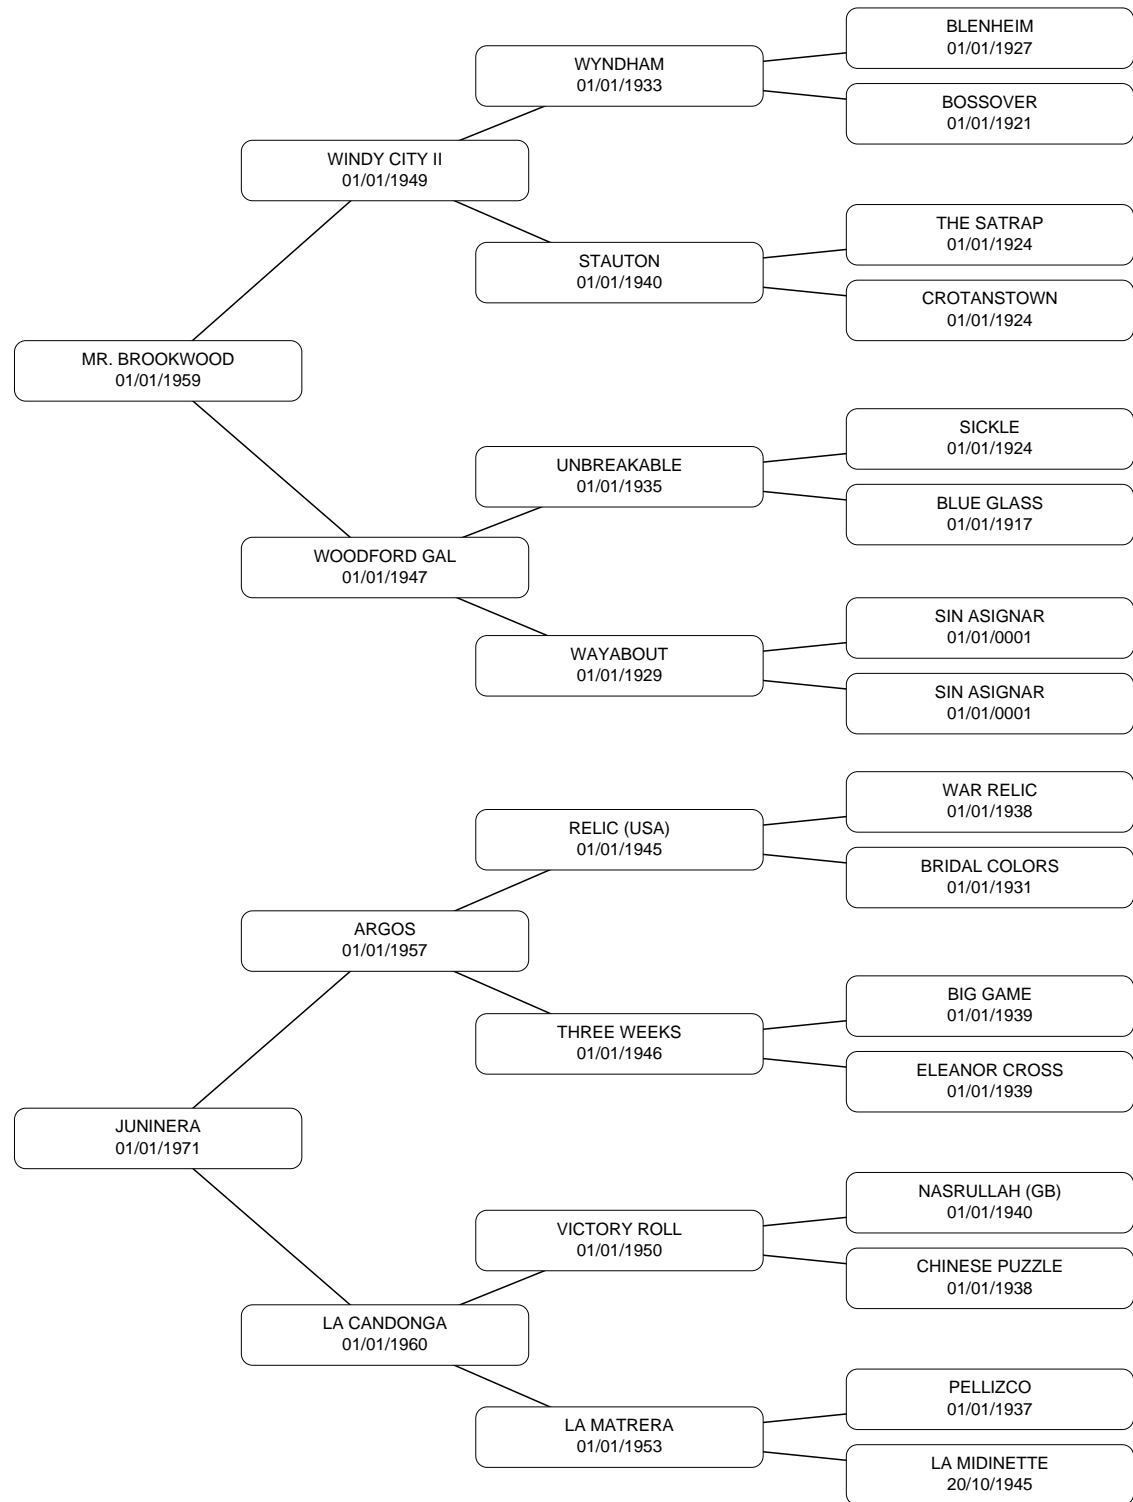 BLENHEIM
01/01/1927
WYNDHAM
01/01/1933
BOSSOVER
01/01/1921
WINDY CITY II
01/01/1949
THE SATRAP
01/01/1924
STAUTON
01/01/1940
CROTANSTOWN
01/01/1924
MR. BROOKWOOD
01/01/1959
SICKLE
01/01/1924
UNBREAKABLE
01/01/1935
BLUE GLASS
01/01/1917
WOODFORD GAL
01/01/1947
SIN ASIGNAR
01/01/0001
WAYABOUT
01/01/1929
SIN ASIGNAR
01/01/0001
WAR RELIC
01/01/1938
RELIC (USA)
01/01/1945
BRIDAL COLORS
01/01/1931
ARGOS
01/01/1957
BIG GAME
01/01/1939
THREE WEEKS
01/01/1946
ELEANOR CROSS
01/01/1939
JUNINERA
01/01/1971
NASRULLAH (GB)
01/01/1940
VICTORY ROLL
01/01/1950
CHINESE PUZZLE
01/01/1938
LA CANDONGA
01/01/1960
PELLIZCO
01/01/1937
LA MATRERA
01/01/1953
LA MIDINETTE
20/10/1945